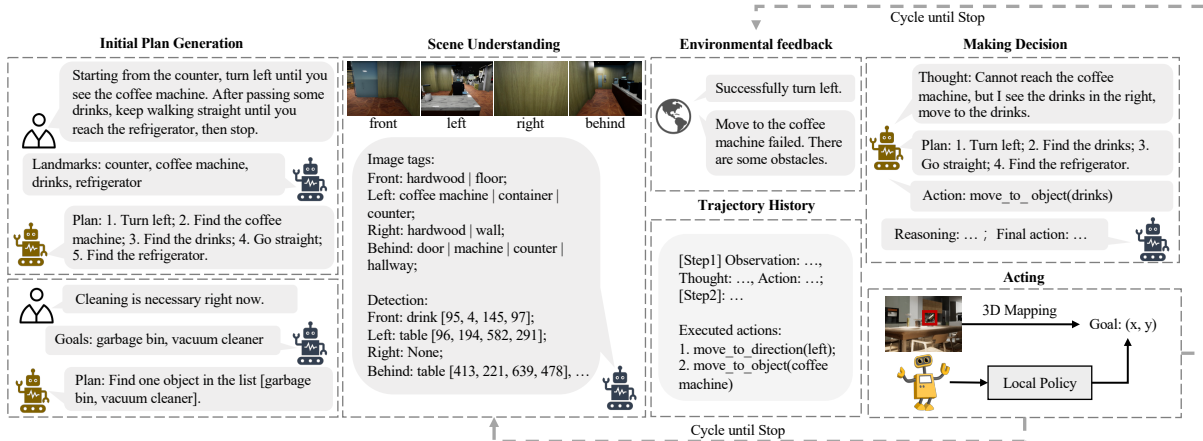 Cycle until Stop
Initial Plan Generation
Starting from the counter, turn left until you
see the coffee machine. After passing some
drinks, keep walking straight until you
reach the refrigerator, then stop.
Landmarks: counter, coffee machine,
drinks, refrigerator
Plan: 1. Turn left; 2. Find the coffee
machine; 3. Find the drinks; 4. Go straight;
5. Find the refrigerator.
Cleaning is necessary right now.
Goals: garbage bin, vacuum cleaner
Plan: Find one object in the list [garbage
bin, vacuum cleaner].
Scene Understanding
front
left
right
behind
Image tags:
Front: hardwood | floor;
Left: coffee machine | container |
counter;
Right: hardwood | wall;
Behind: door | machine | counter |
hallway;
Detection:
Front: drink [95, 4, 145, 97];
Left: table [96, 194, 582, 291];
Right: None;
Behind: table [413, 221, 639, 478], …
Environmental feedback
Successfully turn left.
Move to the coffee
machine failed. There
are some obstacles.
Trajectory History
[Step1] Observation: …,
Thought: …, Action: …;
[Step2]: …
Executed actions:
1. move_to_direction(left);
2. move_to_object(coffee
machine)
Making Decision
Thought: Cannot reach the coffee
machine, but I see the drinks in the right,
move to the drinks.
Plan: 1. Turn left; 2. Find the drinks; 3.
Go straight; 4. Find the refrigerator.
Action: move_to_ object(drinks)
Reasoning: … ; Final action: …
Acting
3D Mapping
Goal: (x, y)
Local Policy
Cycle until Stop